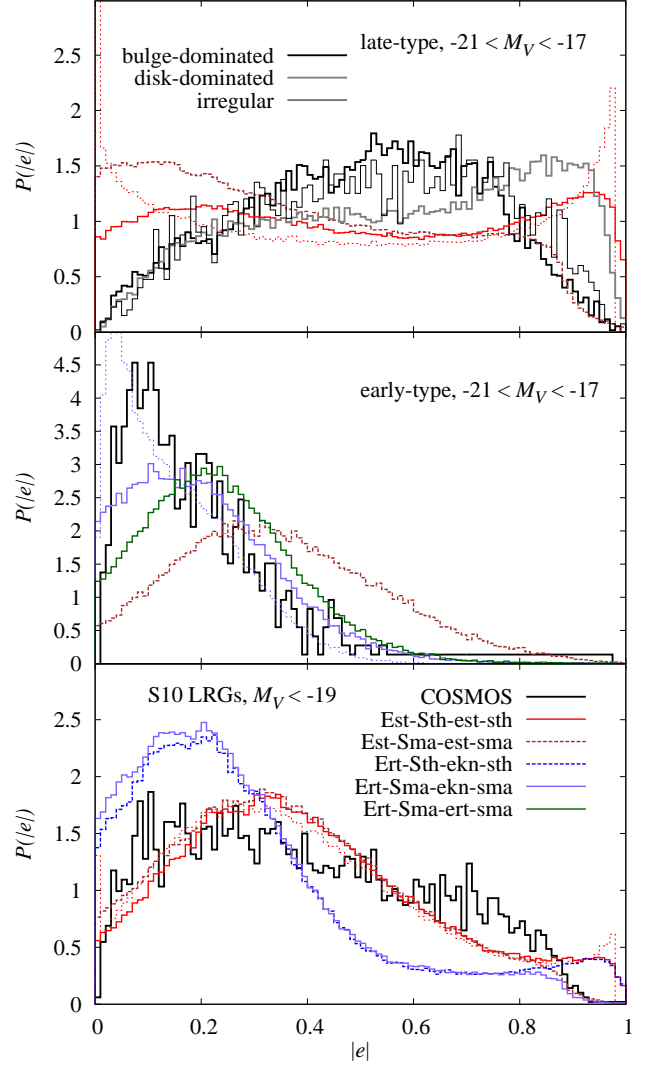 late-type, -21 < M_V < -17
bulge-dominated
disk-dominated
irregular
P(|e|)
2.5
2
1.5
1
0.5
0
early-type, -21 < M_V < -17
P(|e|)
4.5
4
3.5
3
2.5
2
1.5
1
0.5
0
S10 LRGs, M_V < -19
COSMOS
Est-Sth-est-sth
Est-Sma-est-sma
Ert-Sth-ekn-sth
Ert-Sma-ekn-sma
Ert-Sma-ert-sma
P(|e|)
2.5
2
1.5
1
0.5
0
0 0.2 0.4 0.6 0.8 1
|e|